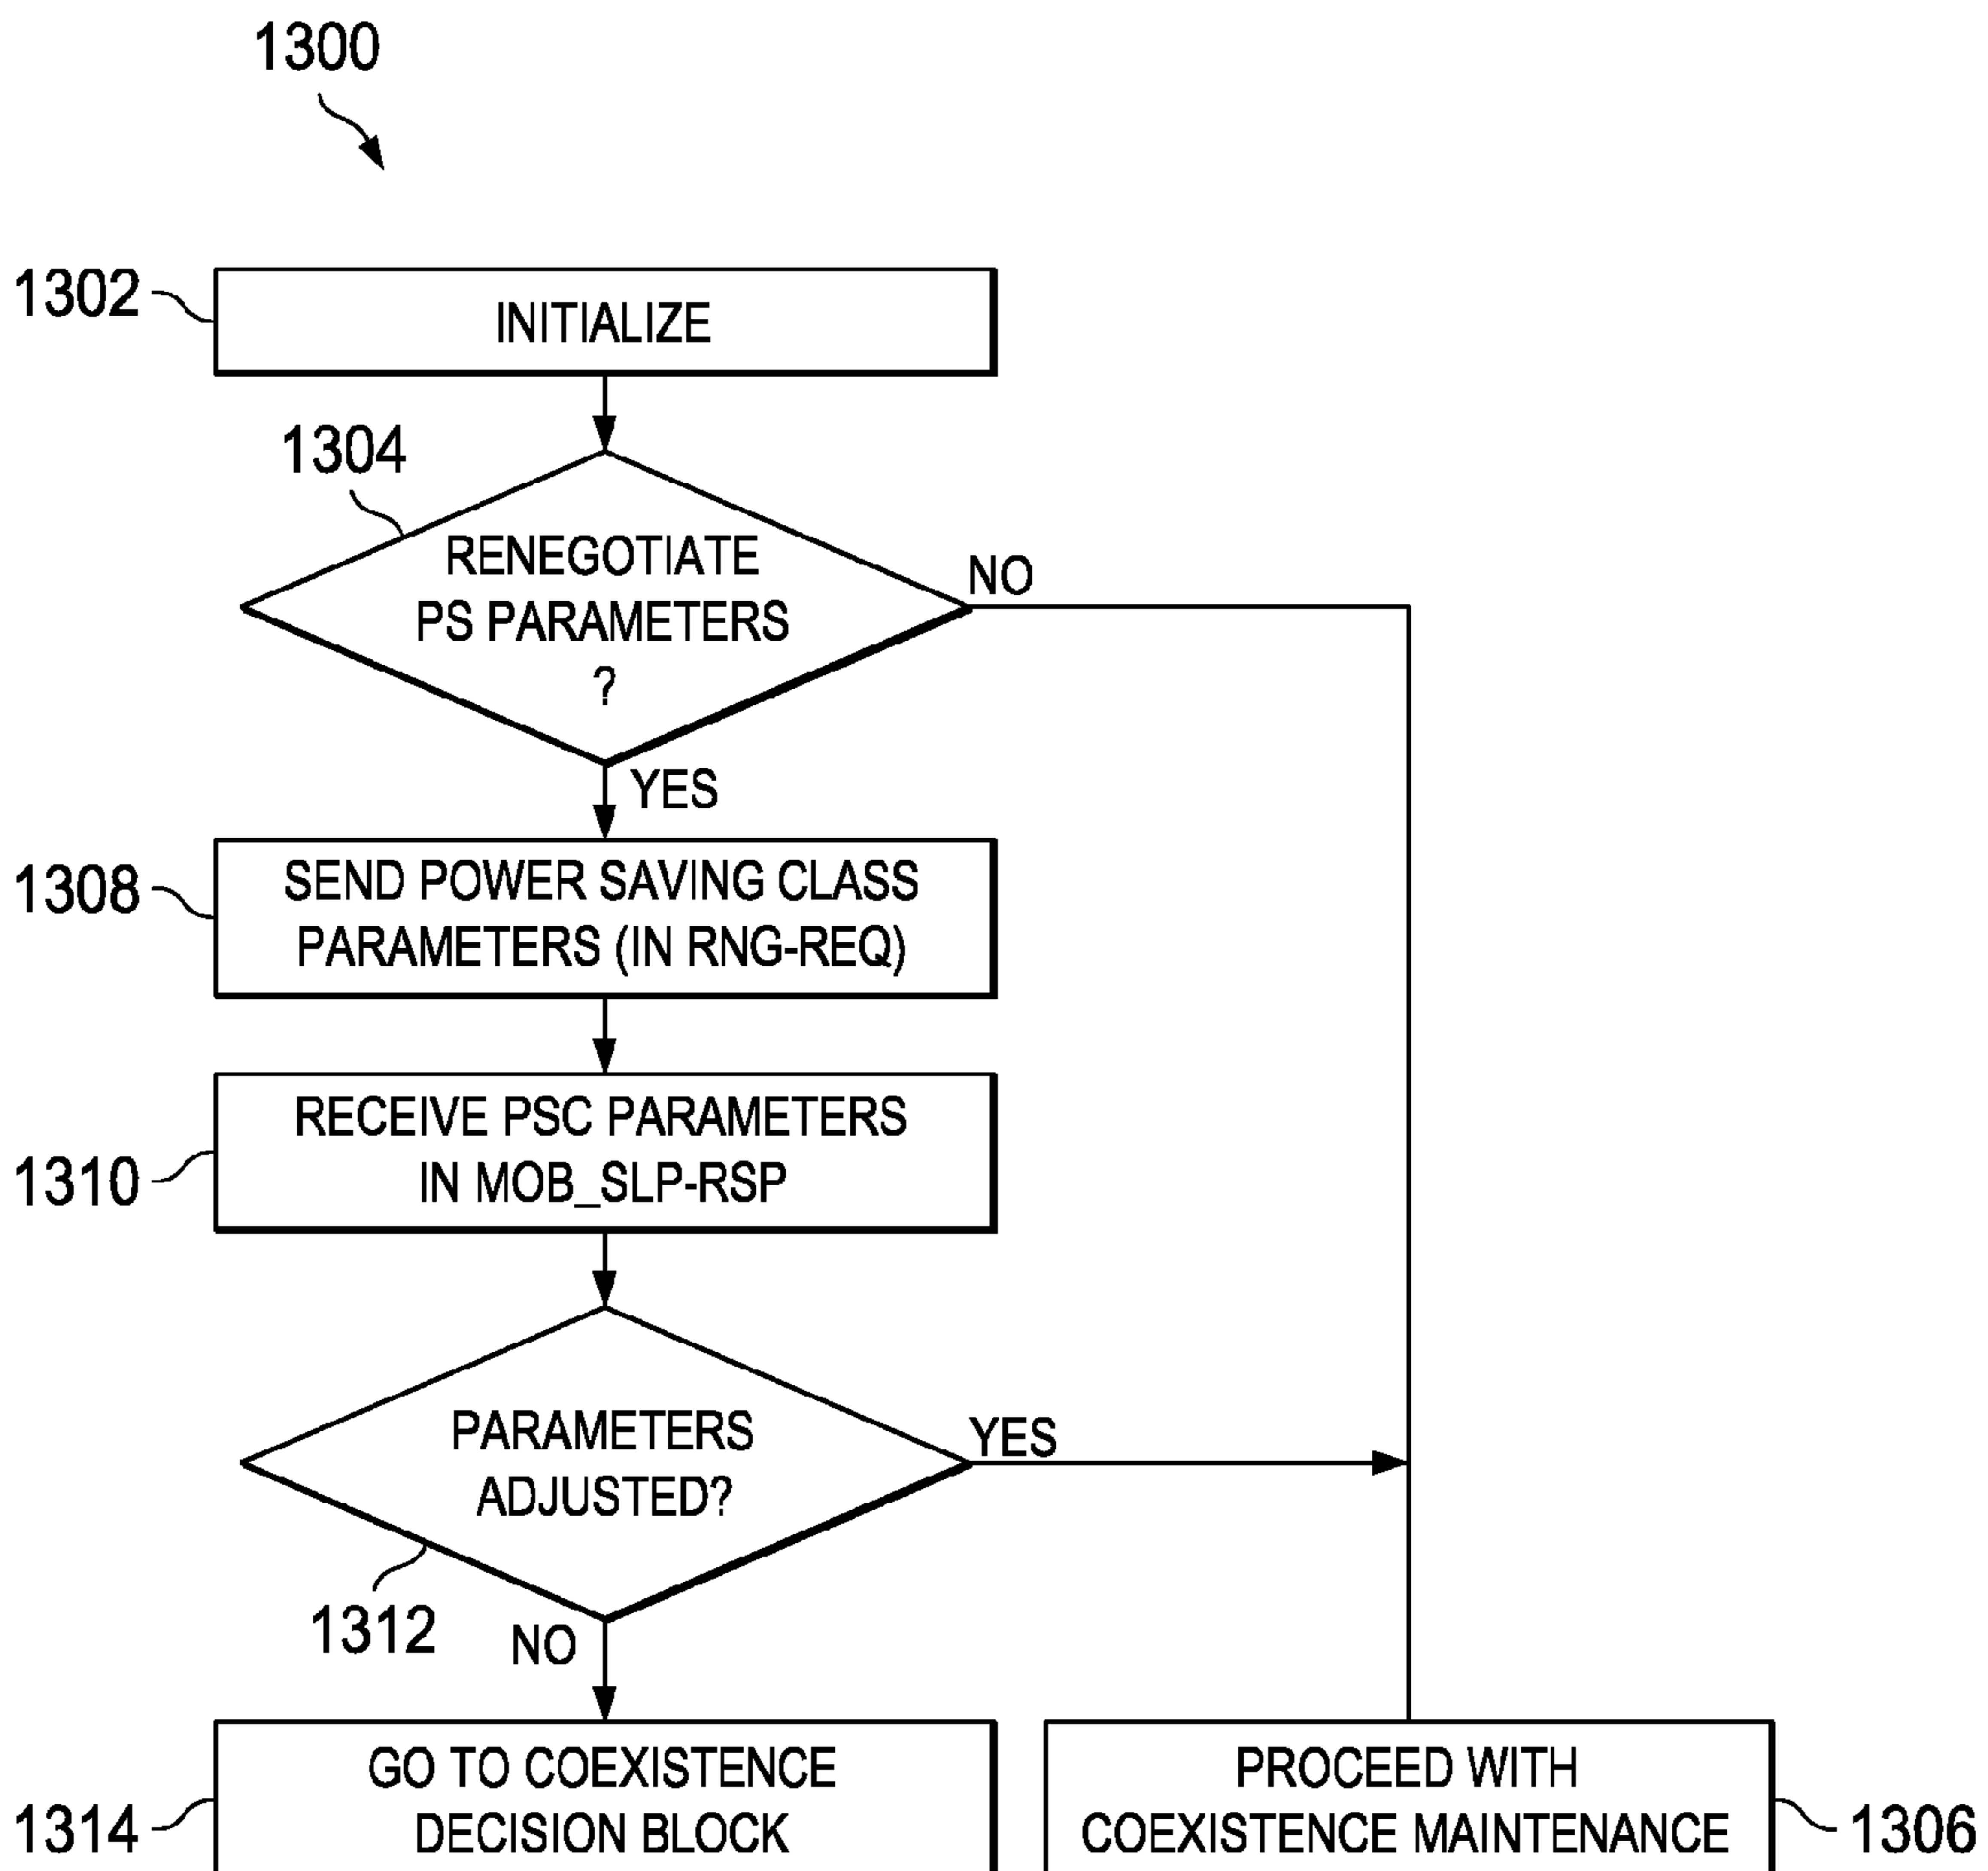 1300
1302
INITIALIZE
1304
RENEGOTIATE
PS PARAMETERS
?
NO
YES
1308
SEND POWER SAVING CLASS
PARAMETERS (IN RNG-REQ)
1310
RECEIVE PSC PARAMETERS
IN MOB_SLP-RSP
PARAMETERS
ADJUSTED?
YES
1312
NO
1314
GO TO COEXISTENCE
DECISION BLOCK
PROCEED WITH
COEXISTENCE MAINTENANCE
1306